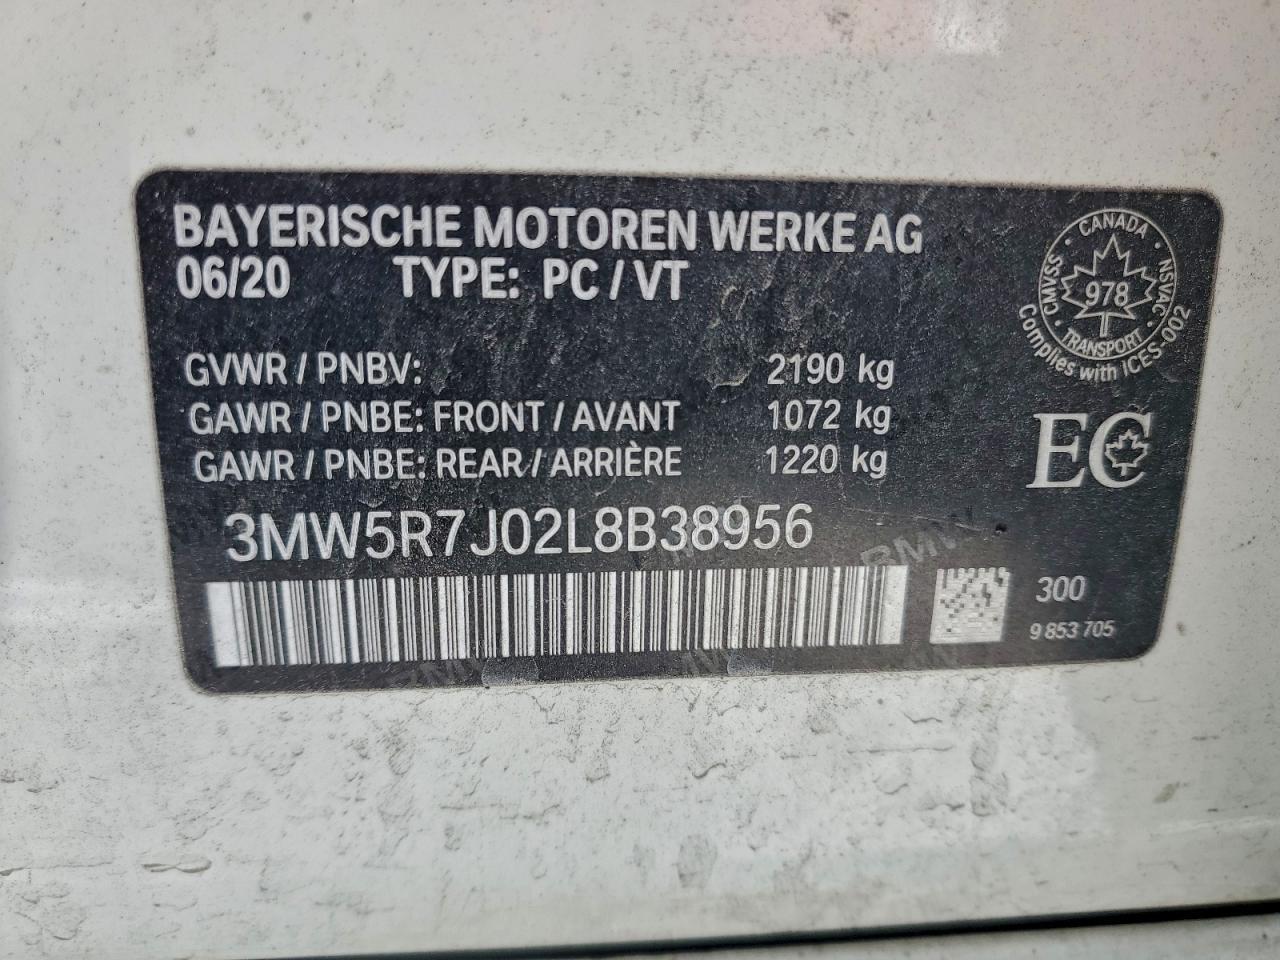 BAYERISCHE MOTOREN WERKE AG
06/20 TYPE: PC / VT
GVWR / PNBV: 2190 kg
GAWR / PNBE: FRONT / AVANT 1072 kg
GAWR / PNBE: REAR / ARRIÈRE 1220 kg
3MW5R7J02L8B38956
300
9 853 705
CANADA
CMVSS · NSVAC
978
TRANSPORT
Complies with ICES-002
EC
BMW
BMW